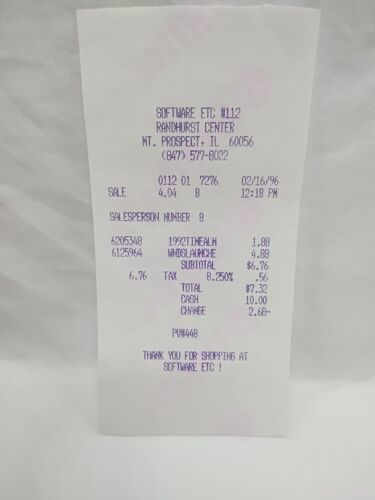 SOFTWARE ETC #112
RANDHURST CENTER
MT. PROSPECT, IL 60056
(847) 577-8022
0112 01 7276 02/16/96
SALE 4.04 8 12:18 PM
SALESPERSON NUMBER 8
6205348 1992TIMEALM 1.88
6125964 WNDSLAUNCHE 4.88
SUBTOTAL $6.76
6.76 TAX 8.250% .56
TOTAL $7.32
CASH 10.00
CHANGE 2.68-
PV#448
THANK YOU FOR SHOPPING AT
SOFTWARE ETC !